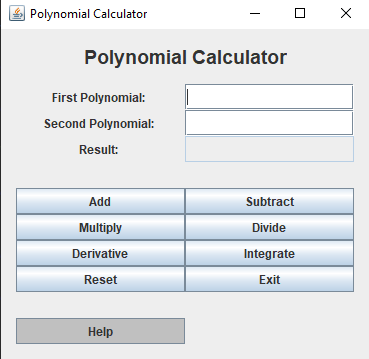 Polynomial Calculator
Polynomial Calculator
First Polynomial:
Second Polynomial:
Result:
Add Subtract
Multiply Divide
Derivative Integrate
Reset Exit
Help